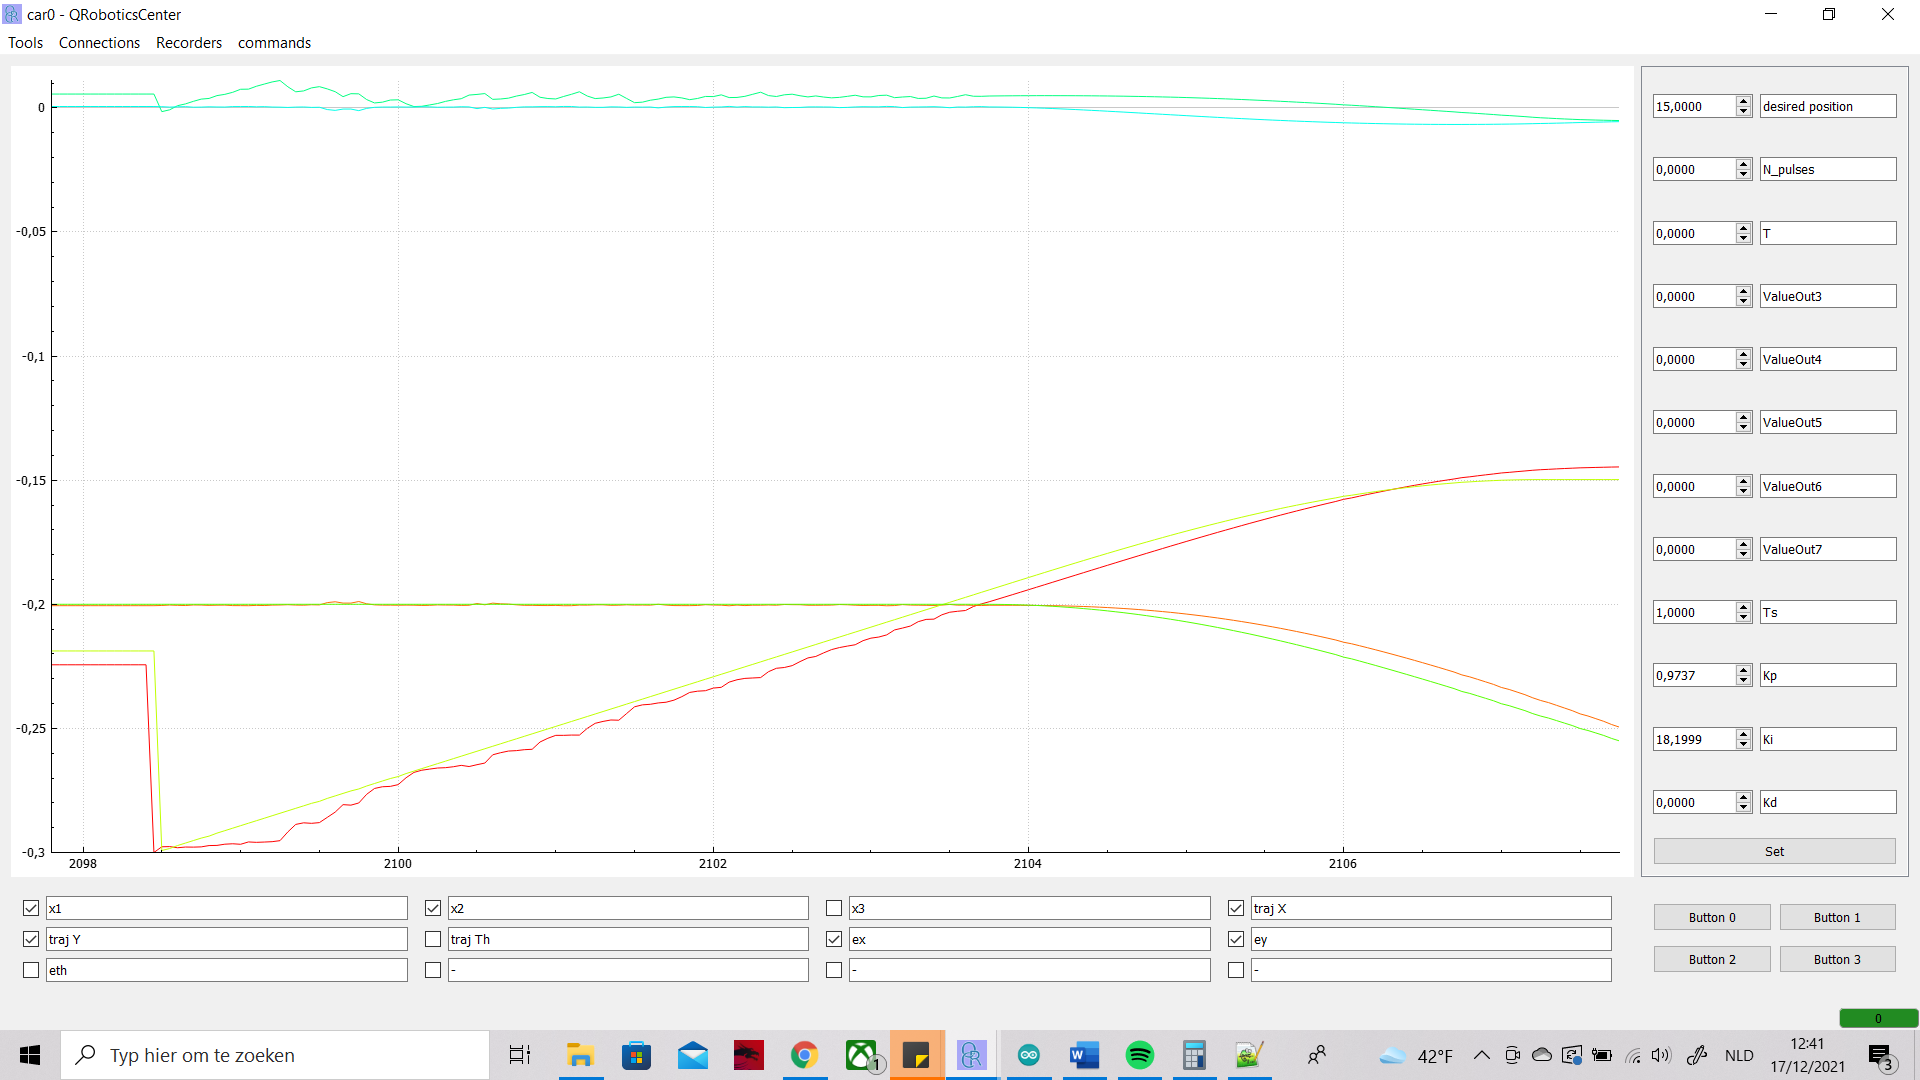 car0 - QRoboticsCenter
Tools Connections Recorders commands
0
-0,05
-0,1
-0,15
-0,2
-0,25
-0,3
2098 2100 2102 2104 2106
15,0000 desired position
0,0000 N_pulses
0,0000 T
0,0000 ValueOut3
0,0000 ValueOut4
0,0000 ValueOut5
0,0000 ValueOut6
0,0000 ValueOut7
1,0000 Ts
0,9737 Kp
18,1999 Ki
0,0000 Kd
Set
x1 x2 x3 traj X
traj Y traj Th ex ey
eth - - -
Button 0 Button 1
Button 2 Button 3
0
Typ hier om te zoeken
1
42°F
NLD
12:41
17/12/2021
3